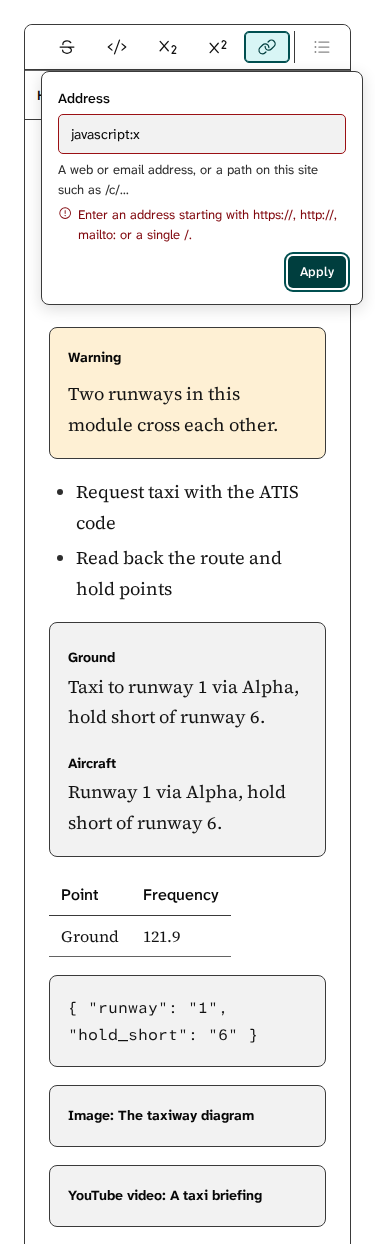 S
</>
X2
X2
Address
javascript:x
A web or email address, or a path on this site
such as /c/...
Enter an address starting with https://, http://,
mailto: or a single /.
Apply
Warning
Two runways in this
module cross each other.
Request taxi with the ATIS
code
Read back the route and
hold points
Ground
Taxi to runway 1 via Alpha,
hold short of runway 6.
Aircraft
Runway 1 via Alpha, hold
short of runway 6.
Point Frequency
Ground 121.9
{ "runway": "1",
"hold_short": "6" }
Image: The taxiway diagram
YouTube video: A taxi briefing